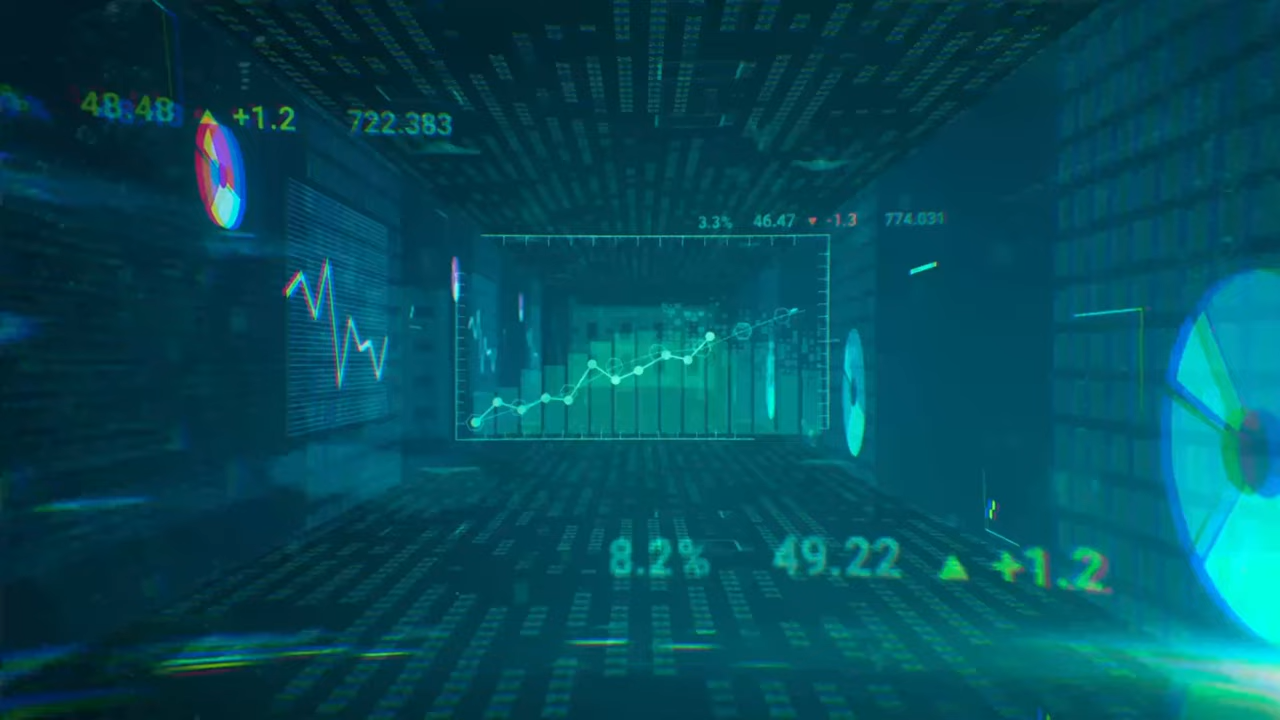 48.48 ▲ +1.2 722.383
3.3% 46.47 ▼ -1.3 774.031
8.2% 49.22 ▲ +1.2